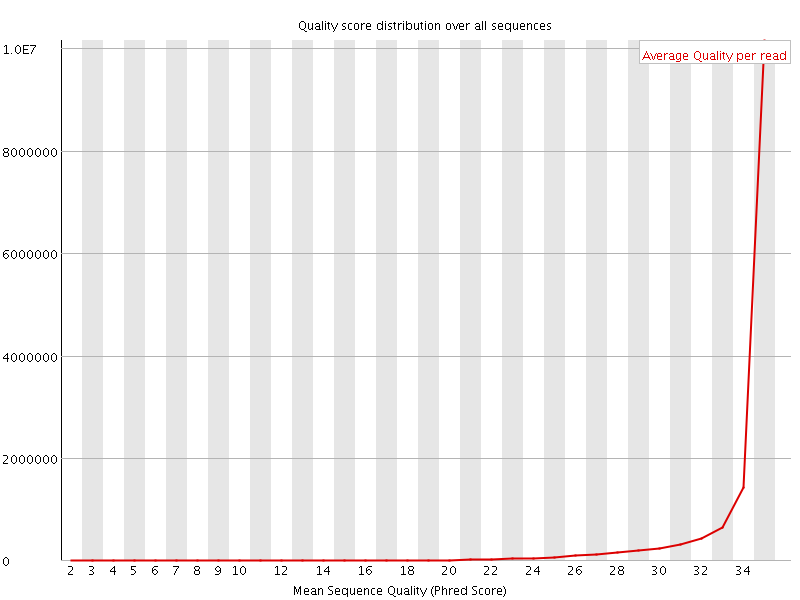 Quality score distribution over all sequences
1.0E7
Average Quality per read
8000000
6000000
4000000
2000000
0
2 3 4 5 6 7 8 9 10 12 14 16 18 20 22 24 26 28 30 32 34
Mean Sequence Quality (Phred Score)